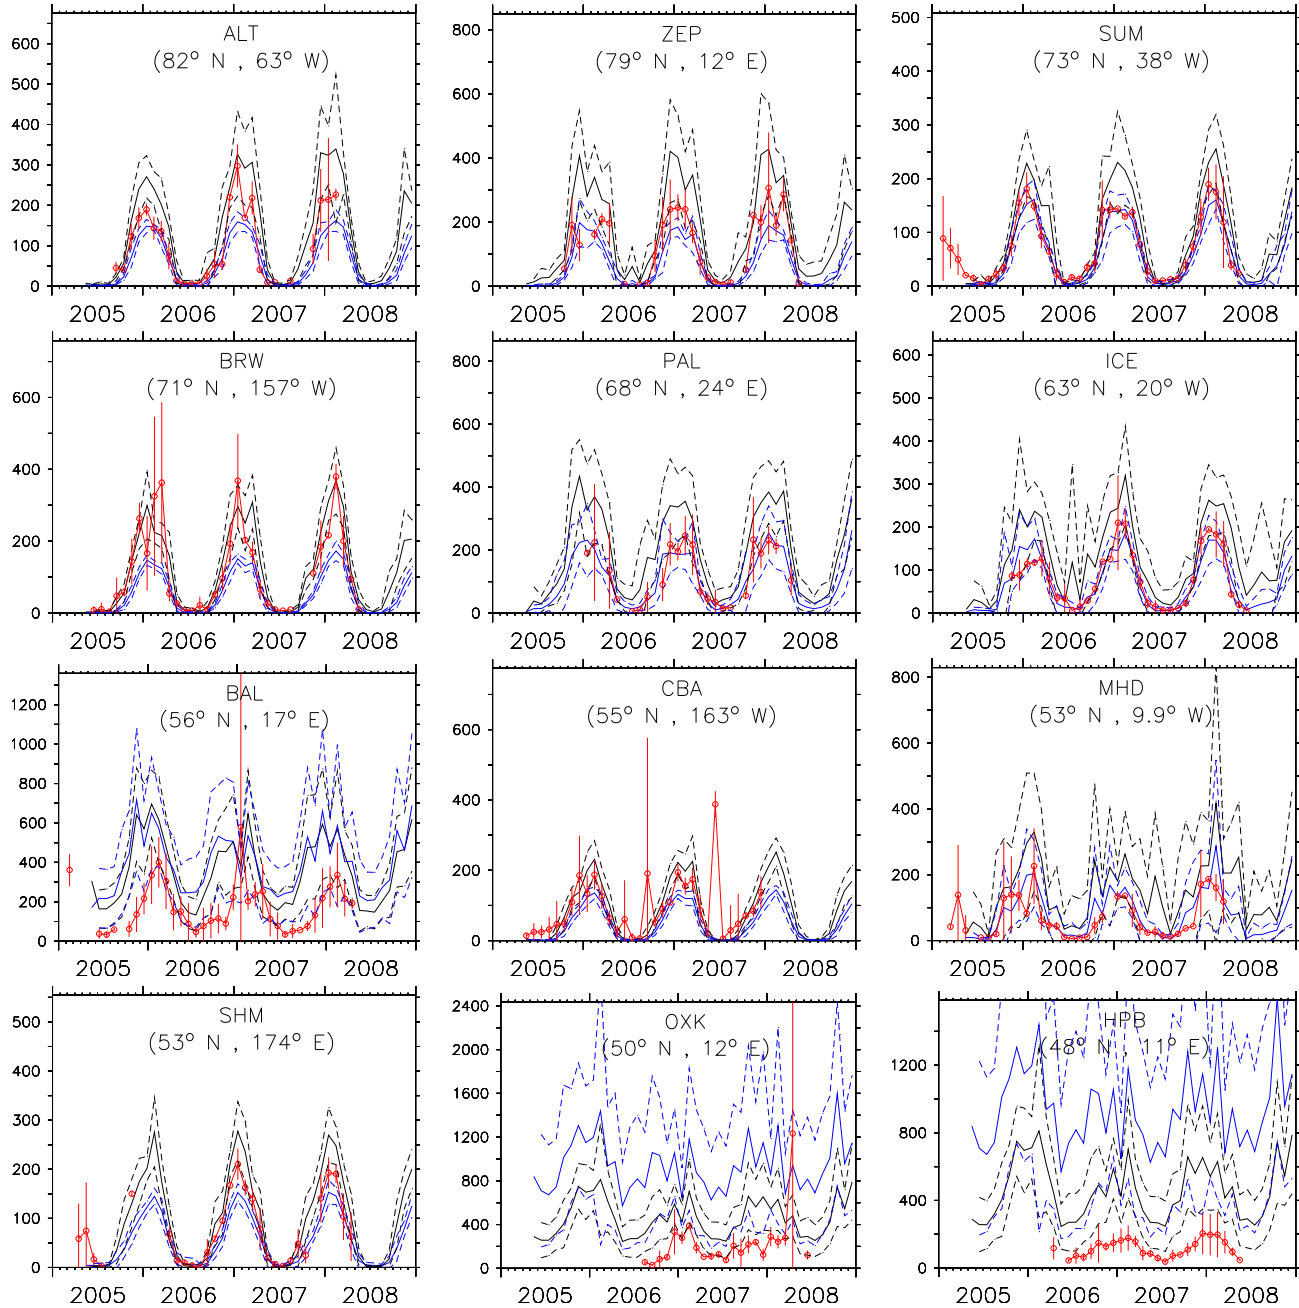 ALT
(82° N , 63° W)
600
500
400
300
200
100
0
2005 2006 2007 2008
ZEP
(79° N , 12° E)
800
600
400
200
0
2005 2006 2007 2008
SUM
(73° N , 38° W)
500
400
300
200
100
0
2005 2006 2007 2008
BRW
(71° N , 157° W)
600
400
200
0
2005 2006 2007 2008
PAL
(68° N , 24° E)
800
600
400
200
0
2005 2006 2007 2008
ICE
(63° N , 20° W)
600
500
400
300
200
100
0
2005 2006 2007 2008
BAL
(56° N , 17° E)
1200
1000
800
600
400
200
0
2005 2006 2007 2008
CBA
(55° N , 163° W)
600
400
200
0
2005 2006 2007 2008
MHD
(53° N , 9.9° W)
800
600
400
200
0
2005 2006 2007 2008
SHM
(53° N , 174° E)
500
400
300
200
100
0
2005 2006 2007 2008
OXK
(50° N , 12° E)
2400
2000
1600
1200
800
400
0
2005 2006 2007 2008
HPB
(48° N , 11° E)
1200
800
400
0
2005 2006 2007 2008